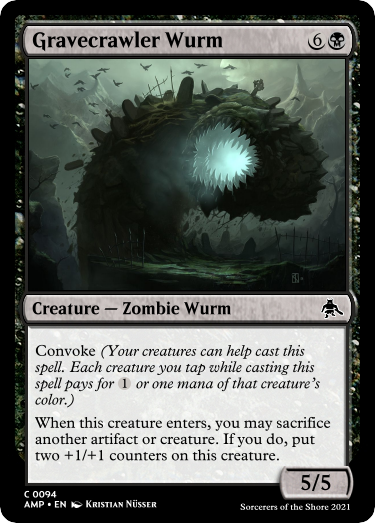 Gravecrawler Wurm 6
Creature — Zombie Wurm
Convoke (Your creatures can help cast this
spell. Each creature you tap while casting this
spell pays for 1 or one mana of that creature's
color.)
When this creature enters, you may sacrifice
another artifact or creature. If you do, put
two +1/+1 counters on this creature.
5/5
C 0094
AMP • EN Kristian Nüsser
Sorcerers of the Shore 2021